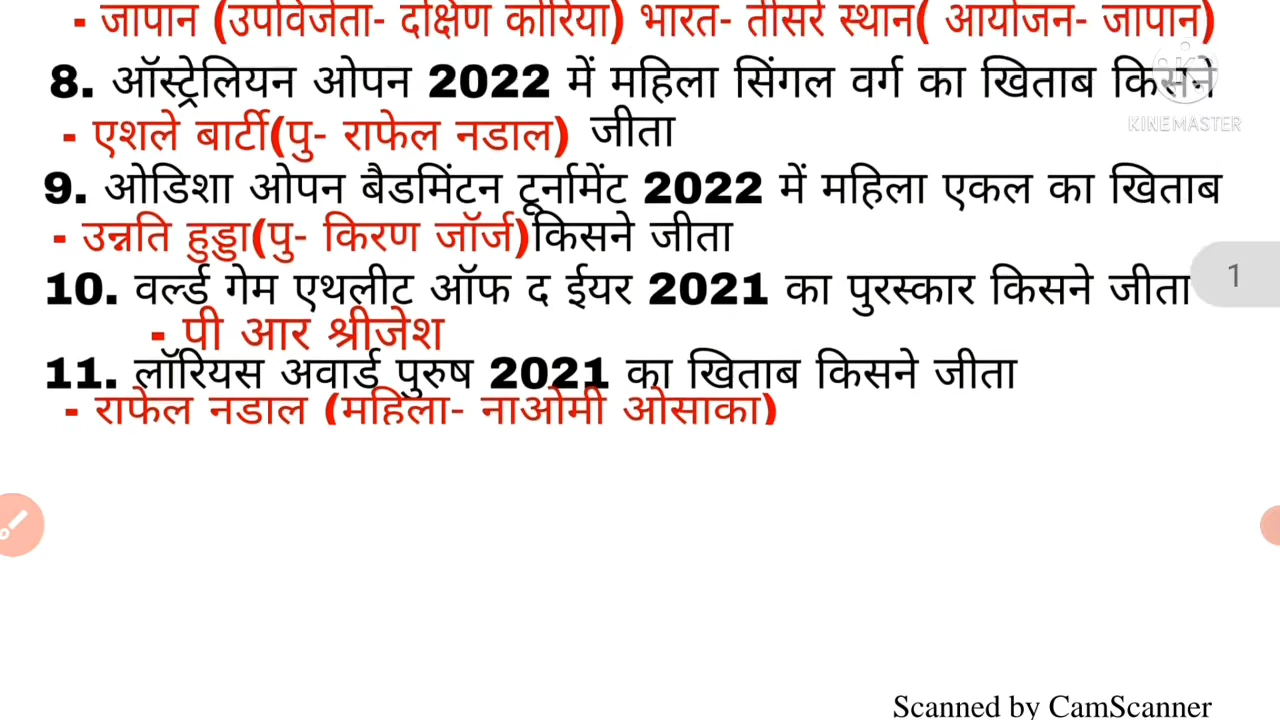 - जापान (उपविजेता- दक्षिण कोरिया) भारत- तीसरे स्थान( आयोजन- जापान)
8. ऑस्ट्रेलियन ओपन 2022 में महिला सिंगल वर्ग का खिताब किसने
- एशले बार्टी(पु- राफेल नडाल) जीता
KINEMASTER
9. ओडिशा ओपन बैडमिंटन टूर्नामेंट 2022 में महिला एकल का खिताब
- उन्नति हुड्डा(पु- किरण जॉर्ज)किसने जीता
10. वर्ल्ड गेम एथलीट ऑफ द ईयर 2021 का पुरस्कार किसने जीता
1
- पी आर श्रीजेश
11. लॉरियस अवार्ड पुरुष 2021 का खिताब किसने जीता
- राफेल नडाल (महिला- नाओमी ओसाका)
Scanned by CamScanner